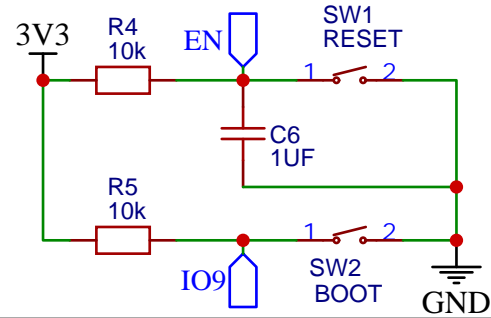 3V3
R4
10k
EN
SW1
RESET
1
2
C6
1UF
R5
10k
IO9
1
2
SW2
BOOT
GND